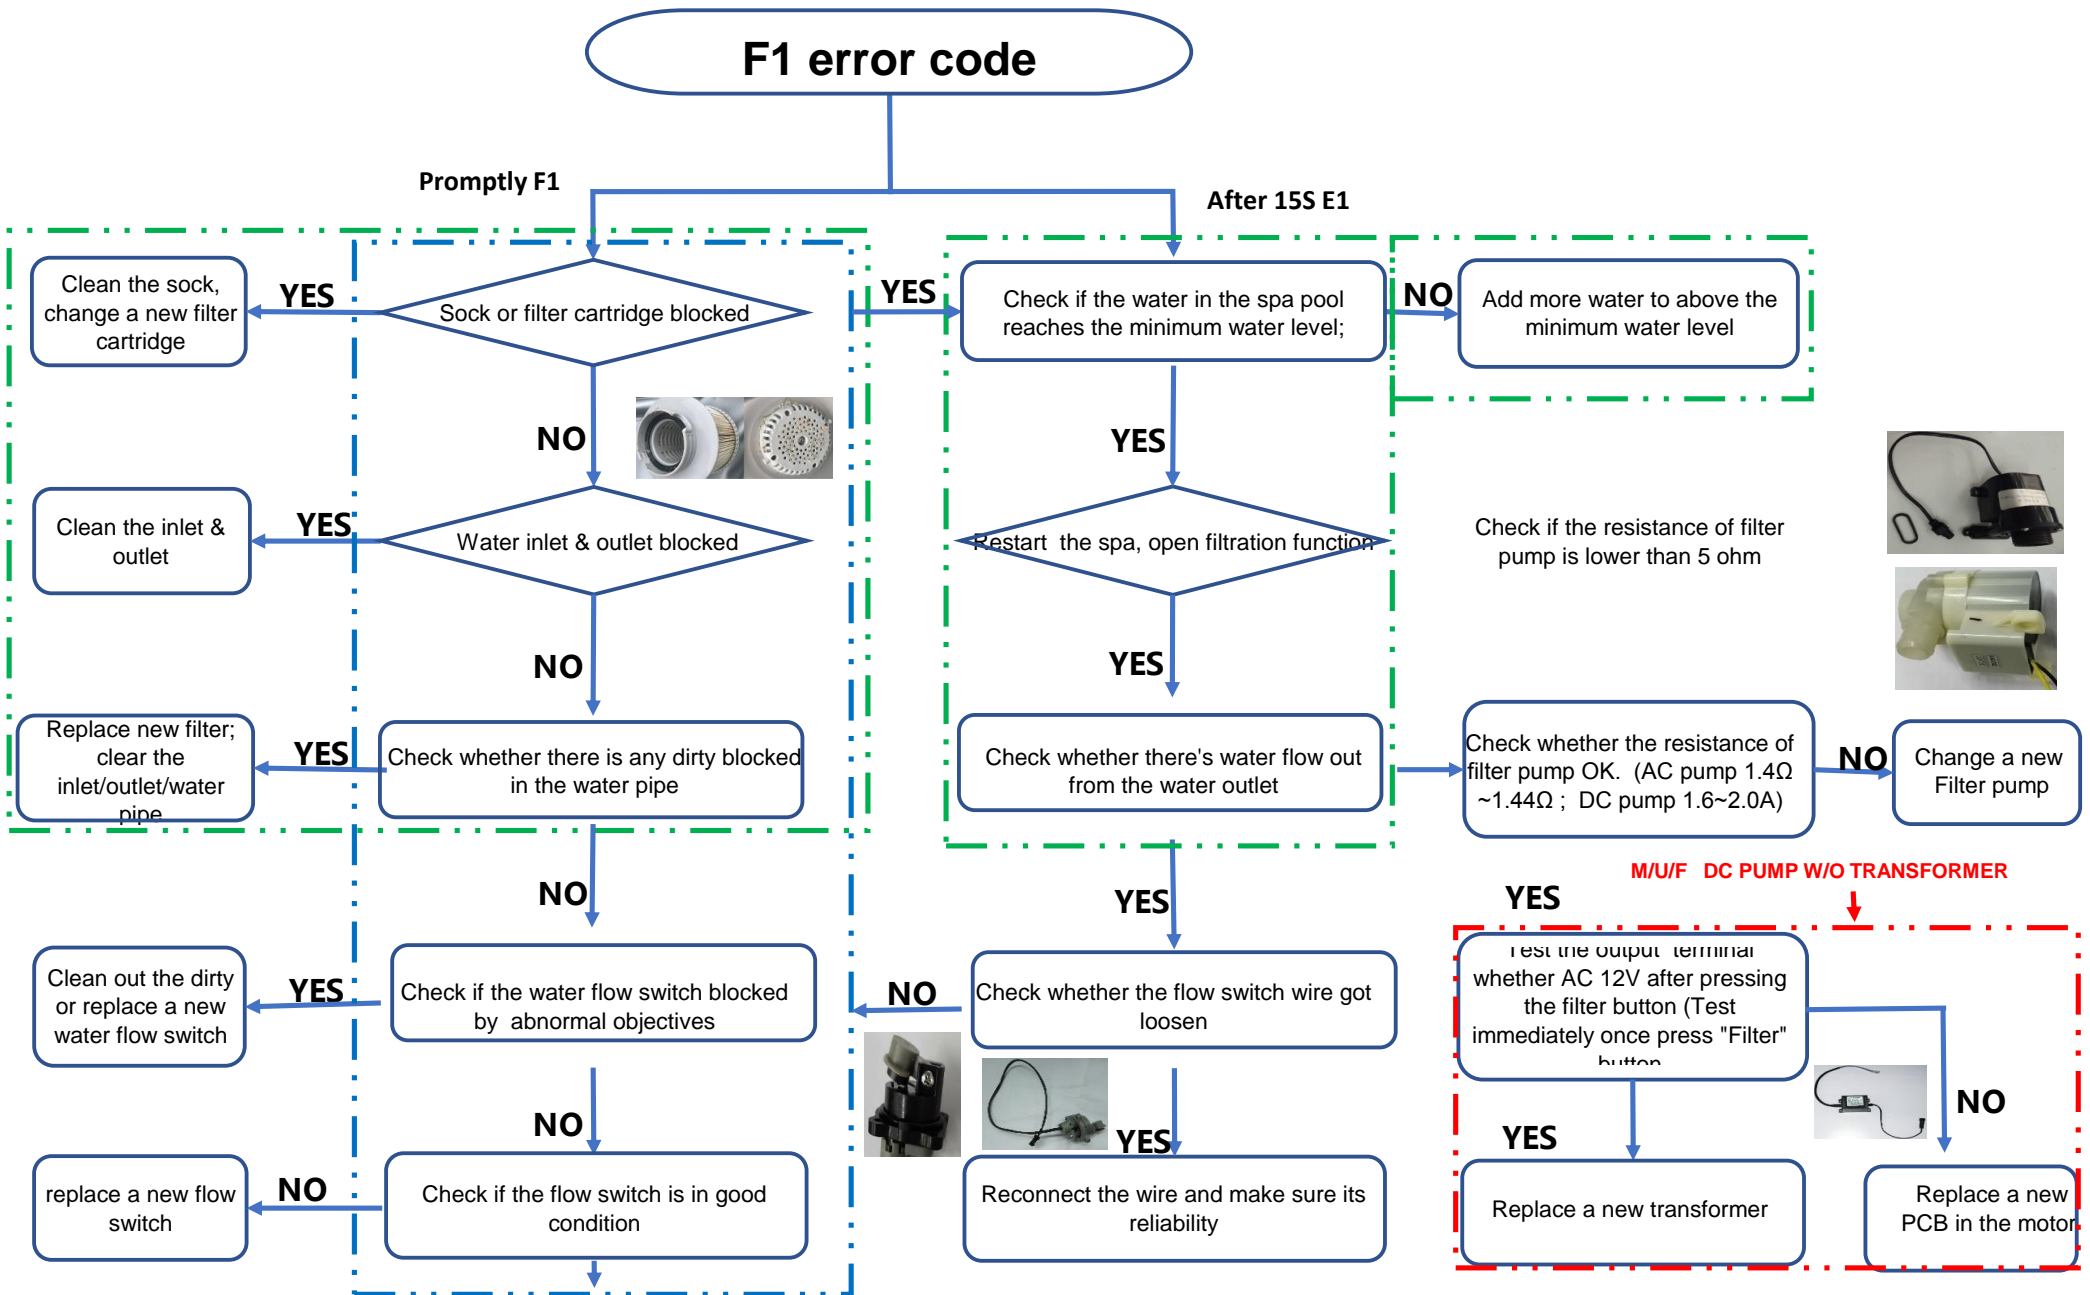 F1 error code
Promptly F1
After 15S E1
Clean the sock,
change a new filter
cartridge
YES
Sock or filter cartridge blocked
YES
Check if the water in the spa pool
reaches the minimum water level;
NO
Add more water to above the
minimum water level
NO
YES
Clean the inlet &
outlet
YES
Water inlet & outlet blocked
Restart the spa, open filtration function
Check if the resistance of filter
pump is lower than 5 ohm
NO
YES
Replace new filter;
clear the
inlet/outlet/water
pipe
YES
Check whether there is any dirty blocked
in the water pipe
Check whether there's water flow out
from the water outlet
Check whether the resistance of
filter pump OK. (AC pump 1.4Ω
~1.44Ω ; DC pump 1.6~2.0A)
NO
Change a new
Filter pump
NO
YES
YES
M/U/F DC PUMP W/O TRANSFORMER
Clean out the dirty
or replace a new
water flow switch
YES
Check if the water flow switch blocked
by abnormal objectives
NO
Check whether the flow switch wire got
loosen
Test the output terminal
whether AC 12V after pressing
the filter button (Test
immediately once press "Filter"
button
NO
YES
YES
NO
replace a new flow
switch
NO
Check if the flow switch is in good
condition
Reconnect the wire and make sure its
reliability
Replace a new transformer
Replace a new
PCB in the motor